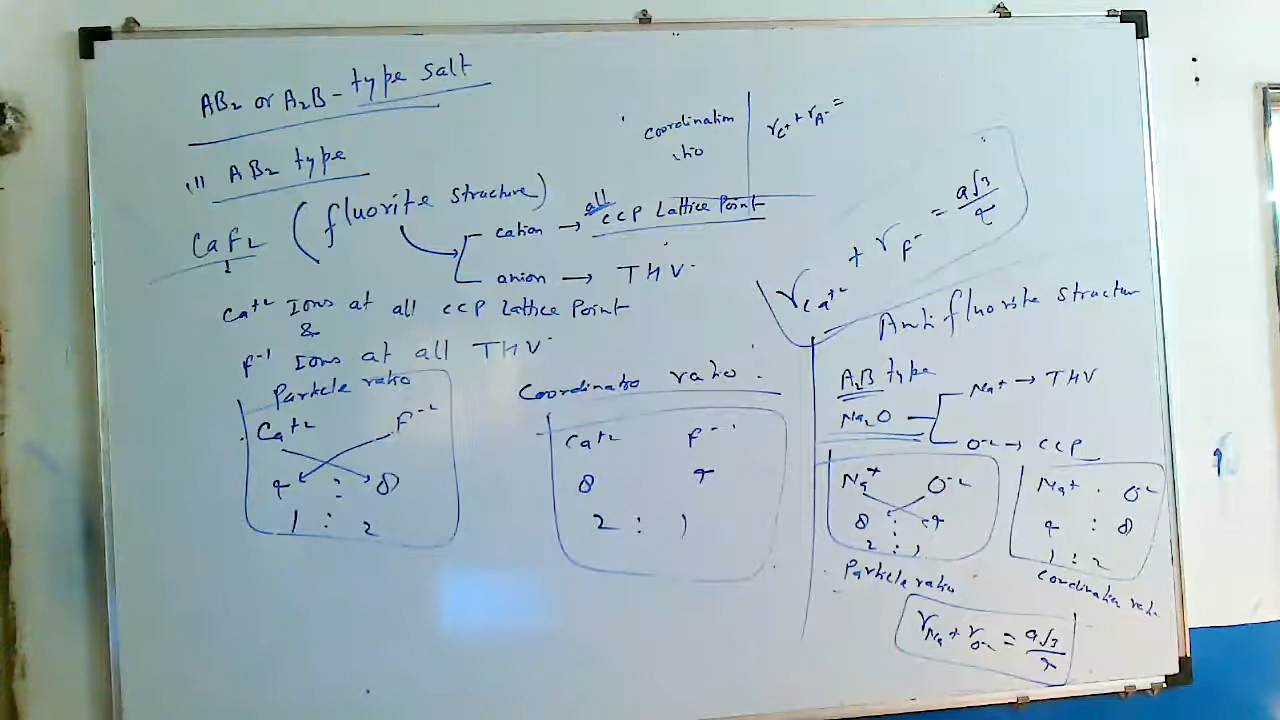 AB2 or A2B - type salt
(1) AB2 type
CaF2 (fluorite structure)
cation → all CCP Lattice Point
anion → THV
Ca+2 Ions at all CCP Lattice Point
&
F-1 Ions at all THV
Particle ratio
Ca+2 F-1
4 : 8
1 : 2
Coordination ratio
Ca+2 F-1
8 4
2 : 1
Coordination
ratio
rC+ + rA- =
rCa+2 + rF- = a√3/4
Anti fluorite structur
A2B type
Na2O
Na+ → THV
O-2 → CCP
Na+ O-2
8 : 4
2 : 1
Particle ratio
Na+ O-2
4 : 8
1 : 2
Coordination ratio
rNa+ + rO-2 = a√3/4